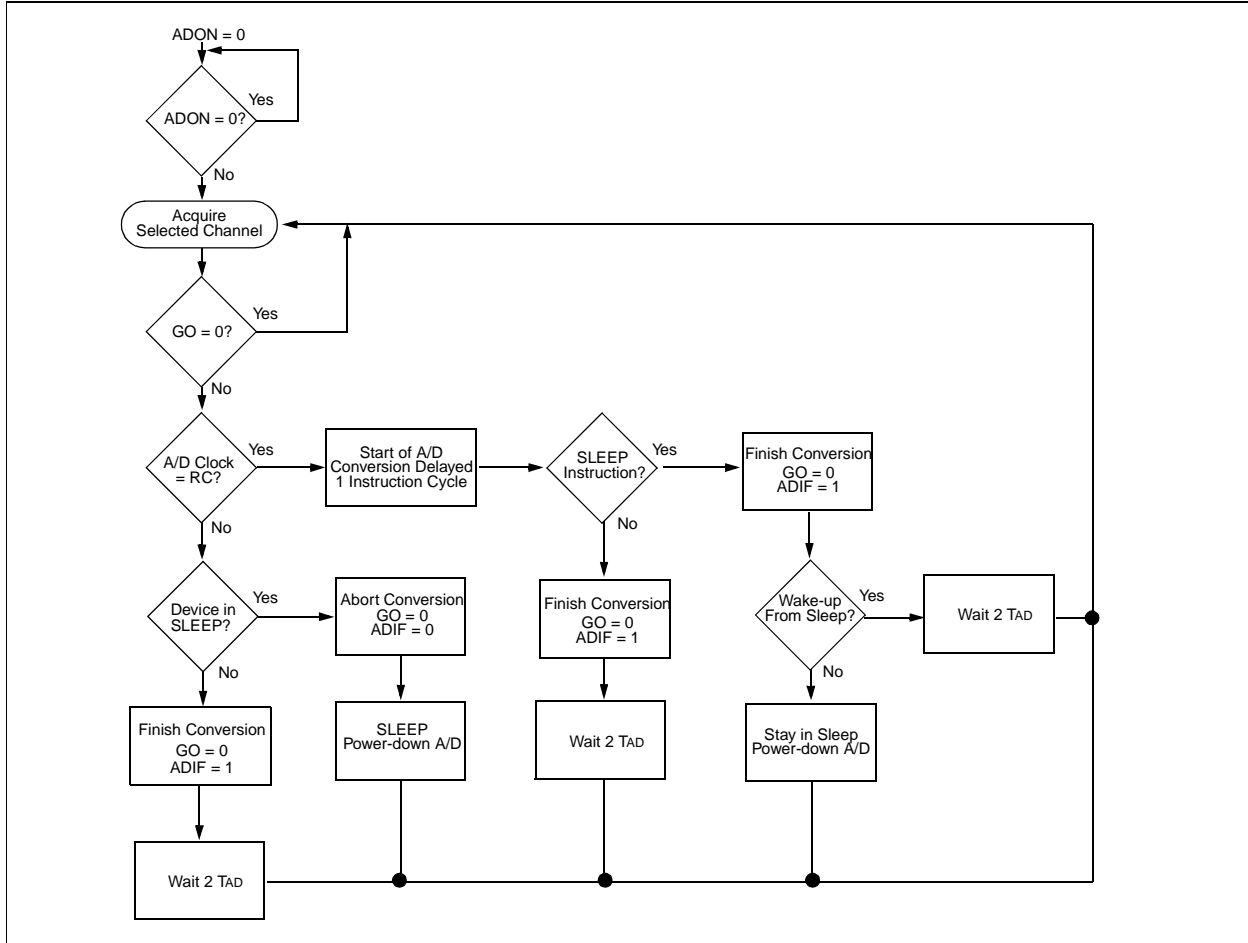 ADON = 0
Yes
ADON = 0?
No
Acquire
Selected Channel
Yes
GO = 0?
No
Yes
A/D Clock
= RC?
No
Start of A/D
Conversion Delayed
1 Instruction Cycle
SLEEP
Instruction?
Yes
No
Finish Conversion
GO = 0
ADIF = 1
Device in
SLEEP?
Yes
No
Abort Conversion
GO = 0
ADIF = 0
Finish Conversion
GO = 0
ADIF = 1
Wake-up
From Sleep?
Yes
No
Wait 2 TAD
Finish Conversion
GO = 0
ADIF = 1
SLEEP
Power-down A/D
Wait 2 TAD
Stay in Sleep
Power-down A/D
Wait 2 TAD